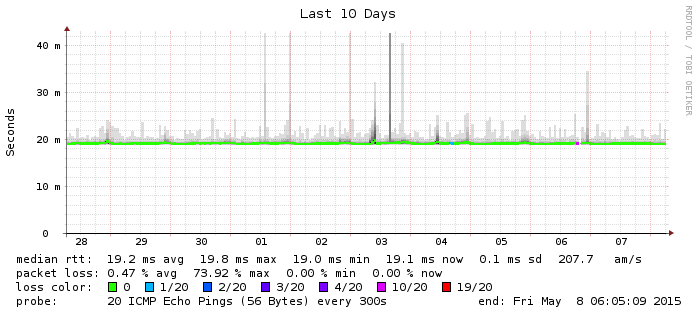 Last 10 Days
RRDTOOL / TOBI OETIKER
Seconds
40 m
30 m
20 m
10 m
0
28 29 30 01 02 03 04 05 06 07
median rtt: 19.2 ms avg 19.8 ms max 19.0 ms min 19.1 ms now 0.1 ms sd 207.7 am/s
packet loss: 0.47 % avg 73.92 % max 0.00 % min 0.00 % now
loss color: 0 1/20 2/20 3/20 4/20 10/20 19/20
probe: 20 ICMP Echo Pings (56 Bytes) every 300s end: Fri May 8 06:05:09 2015